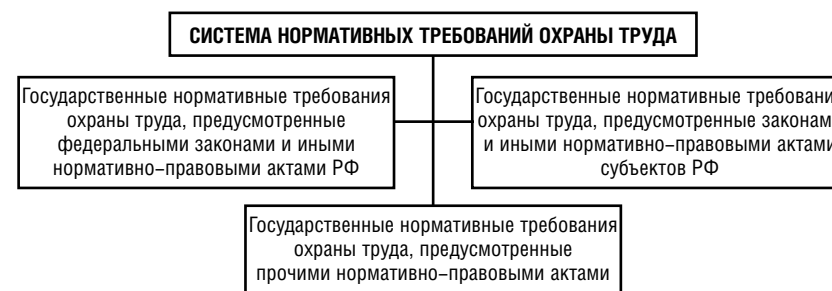 СИСТЕМА НОРМАТИВНЫХ ТРЕБОВАНИЙ ОХРАНЫ ТРУДА
Государственные нормативные требования
охраны труда, предусмотренные
федеральными законами и иными
нормативно-правовыми актами РФ
Государственные нормативные требовани
охраны труда, предусмотренные законам
и иными нормативно-правовыми актами
субъектов РФ
Государственные нормативные требования
охраны труда, предусмотренные
прочими нормативно-правовыми актами